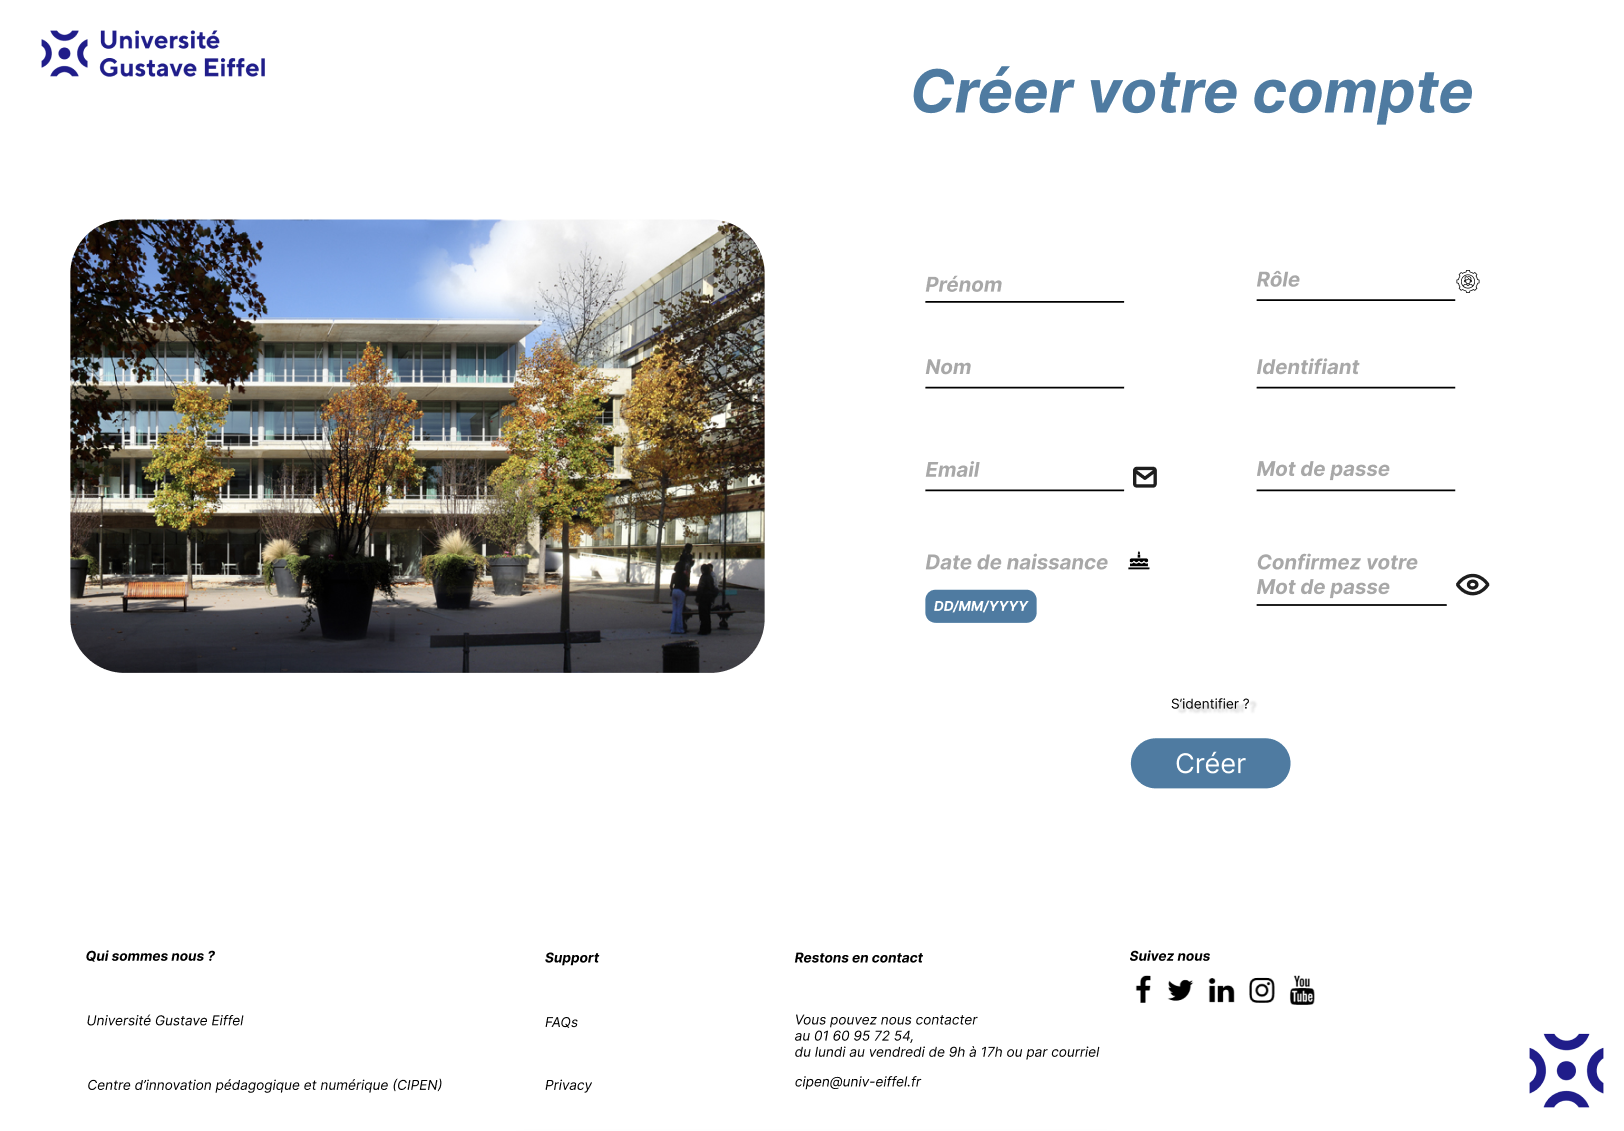 Université
Gustave Eiffel
Créer votre compte
Prénom
Rôle
Nom
Identifiant
Email
Mot de passe
Date de naissance
DD/MM/YYYY
Confirmez votre
Mot de passe
S'identifier ?
Créer
Qui sommes nous ?
Université Gustave Eiffel
Centre d'innovation pédagogique et numérique (CIPEN)
Support
FAQs
Privacy
Restons en contact
Vous pouvez nous contacter
au 01 60 95 72 54,
du lundi au vendredi de 9h à 17h ou par courriel
cipen@univ-eiffel.fr
Suivez nous
You
Tube